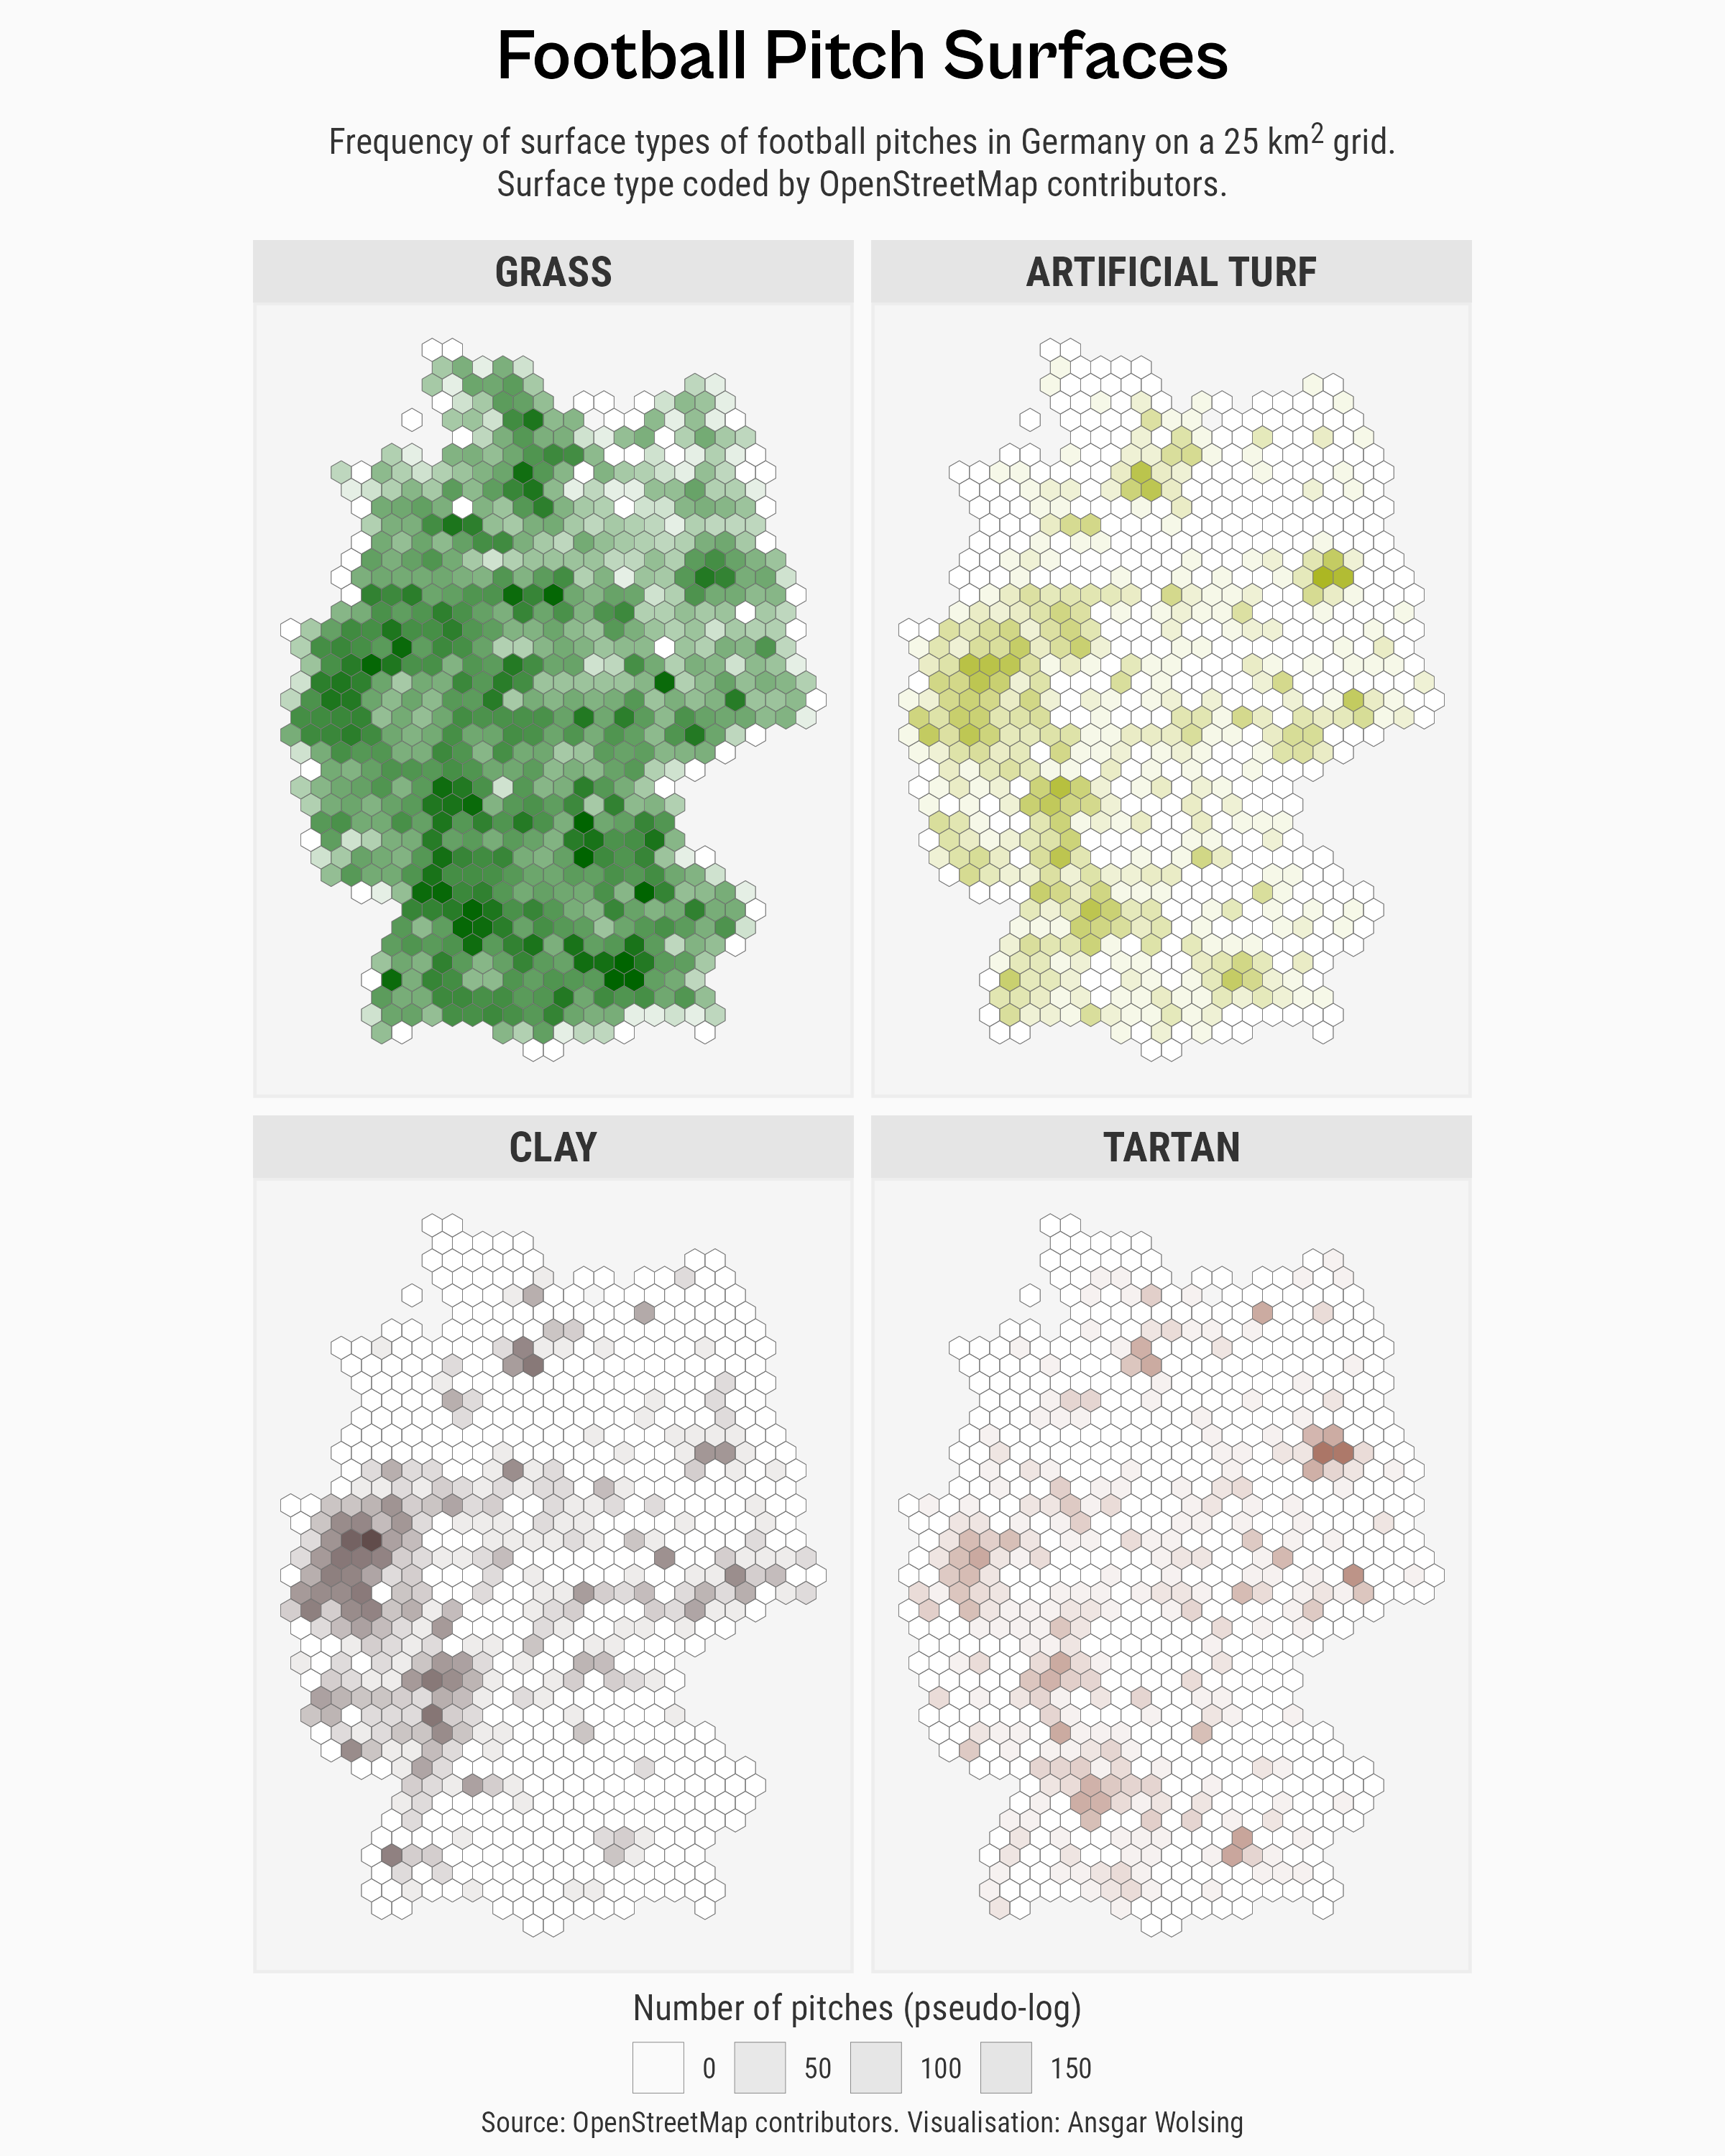 Football Pitch Surfaces
Frequency of surface types of football pitches in Germany on a 25 km² grid.
Surface type coded by OpenStreetMap contributors.
GRASS
ARTIFICIAL TURF
CLAY
TARTAN
Number of pitches (pseudo-log)
0 50 100 150
Source: OpenStreetMap contributors. Visualisation: Ansgar Wolsing